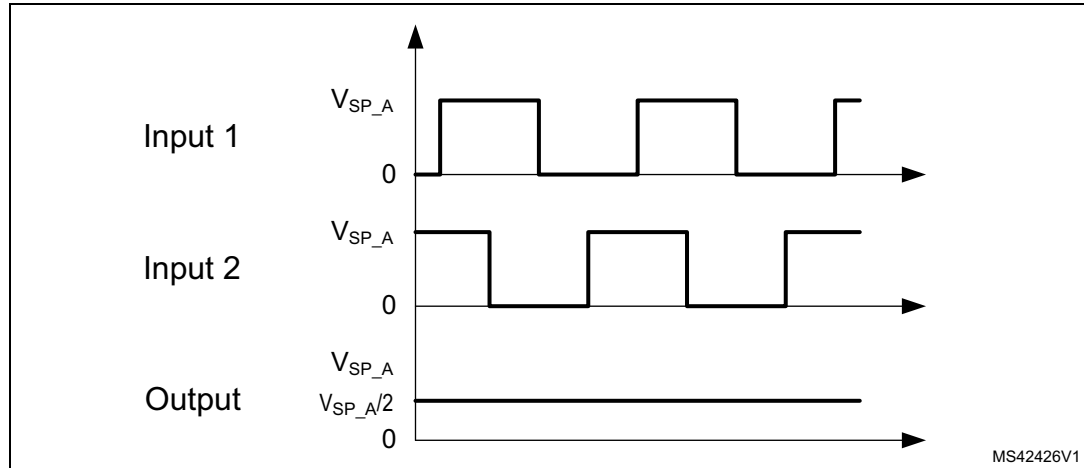 V_SP_A
Input 1
0
V_SP_A
Input 2
0
V_SP_A
Output V_SP_A/2
0
MS42426V1